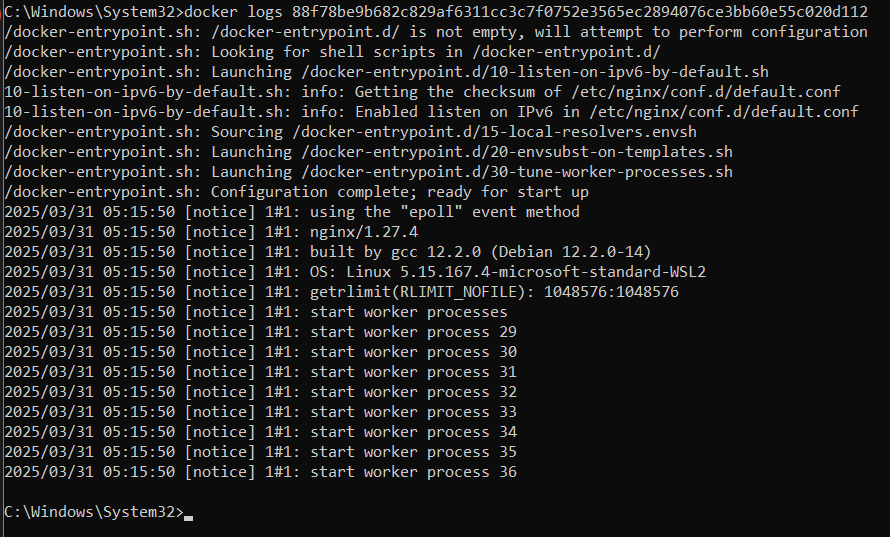 C:\Windows\System32>docker logs 88f78be9b682c829af6311cc3c7f0752e3565ec2894076ce3bb60e55c020d112
/docker-entrypoint.sh: /docker-entrypoint.d/ is not empty, will attempt to perform configuration
/docker-entrypoint.sh: Looking for shell scripts in /docker-entrypoint.d/
/docker-entrypoint.sh: Launching /docker-entrypoint.d/10-listen-on-ipv6-by-default.sh
10-listen-on-ipv6-by-default.sh: info: Getting the checksum of /etc/nginx/conf.d/default.conf
10-listen-on-ipv6-by-default.sh: info: Enabled listen on IPv6 in /etc/nginx/conf.d/default.conf
/docker-entrypoint.sh: Sourcing /docker-entrypoint.d/15-local-resolvers.envsh
/docker-entrypoint.sh: Launching /docker-entrypoint.d/20-envsubst-on-templates.sh
/docker-entrypoint.sh: Launching /docker-entrypoint.d/30-tune-worker-processes.sh
/docker-entrypoint.sh: Configuration complete; ready for start up
2025/03/31 05:15:50 [notice] 1#1: using the "epoll" event method
2025/03/31 05:15:50 [notice] 1#1: nginx/1.27.4
2025/03/31 05:15:50 [notice] 1#1: built by gcc 12.2.0 (Debian 12.2.0-14)
2025/03/31 05:15:50 [notice] 1#1: OS: Linux 5.15.167.4-microsoft-standard-WSL2
2025/03/31 05:15:50 [notice] 1#1: getrlimit(RLIMIT_NOFILE): 1048576:1048576
2025/03/31 05:15:50 [notice] 1#1: start worker processes
2025/03/31 05:15:50 [notice] 1#1: start worker process 29
2025/03/31 05:15:50 [notice] 1#1: start worker process 30
2025/03/31 05:15:50 [notice] 1#1: start worker process 31
2025/03/31 05:15:50 [notice] 1#1: start worker process 32
2025/03/31 05:15:50 [notice] 1#1: start worker process 33
2025/03/31 05:15:50 [notice] 1#1: start worker process 34
2025/03/31 05:15:50 [notice] 1#1: start worker process 35
2025/03/31 05:15:50 [notice] 1#1: start worker process 36
C:\Windows\System32>